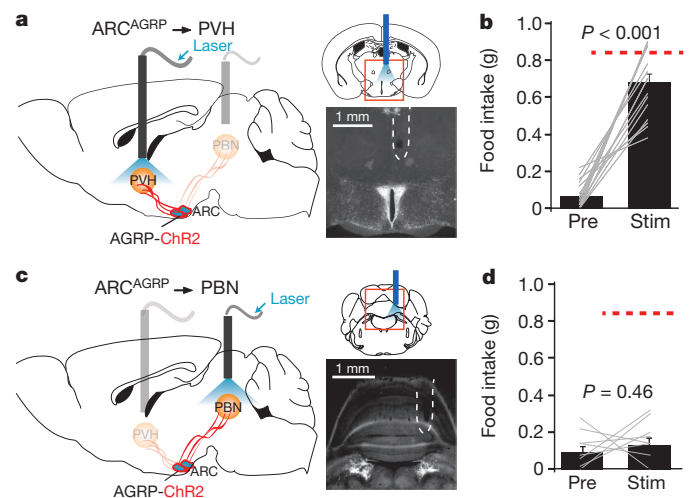 a
ARC^AGRP → PVH
Laser
PBN
PVH
ARC
AGRP-ChR2
1 mm
b
P < 0.001
Food intake (g)
1.0
0.8
0.6
0.4
0.2
0
Pre Stim
c
ARC^AGRP → PBN
Laser
PBN
PVH
ARC
AGRP-ChR2
1 mm
d
P = 0.46
Food intake (g)
1.0
0.8
0.6
0.4
0.2
0
Pre Stim